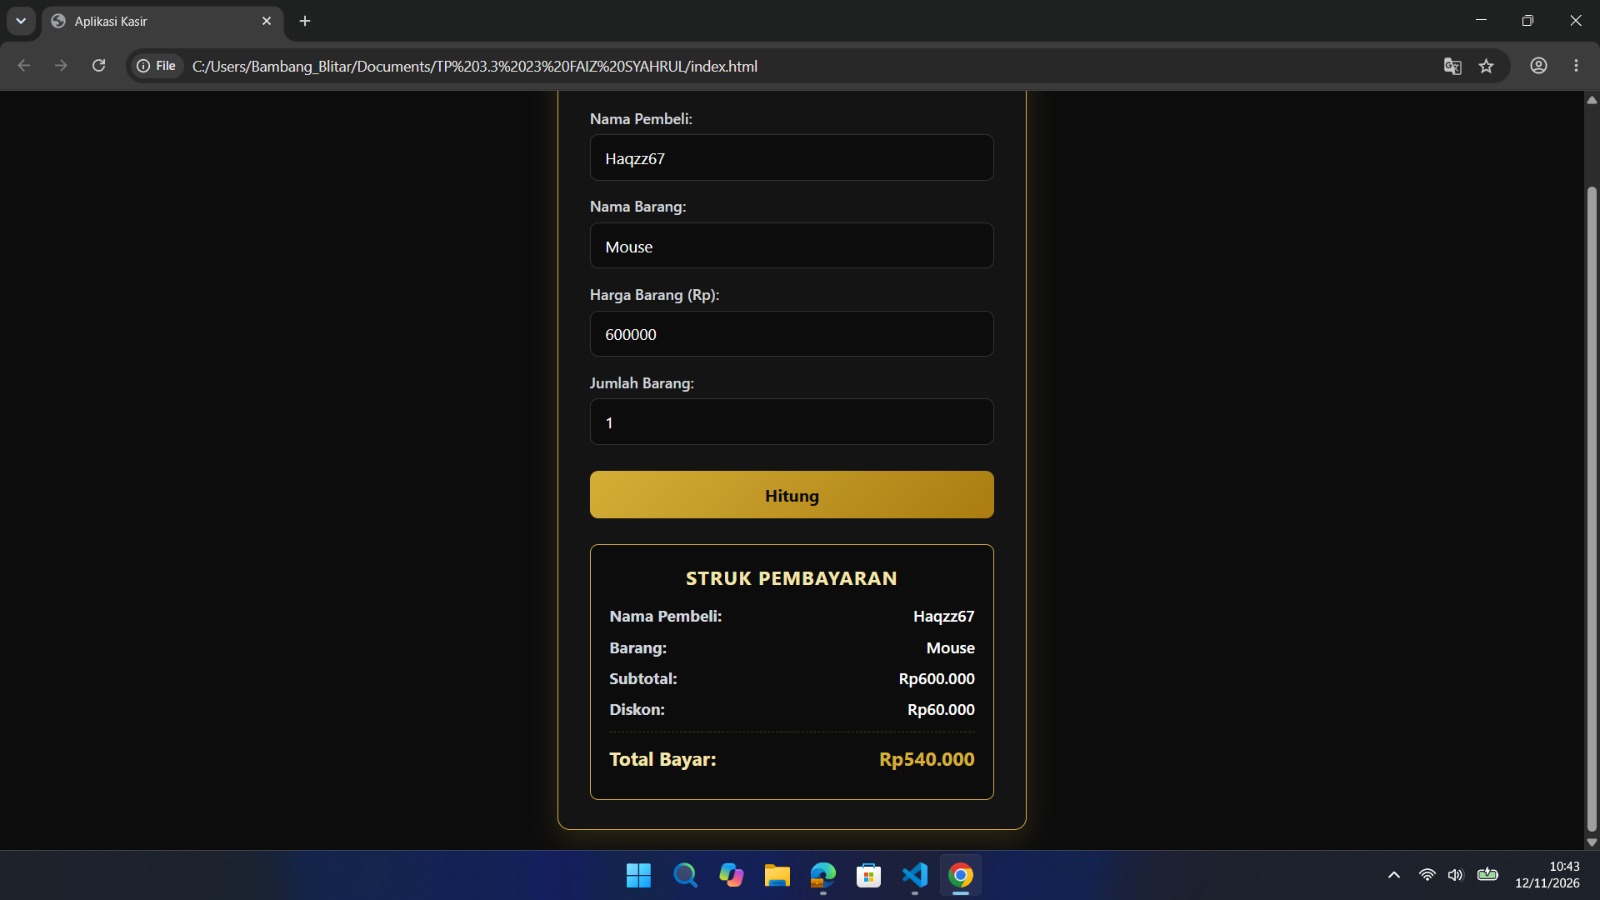 Aplikasi Kasir
File C:/Users/Bambang_Blitar/Documents/TP%203.3%2023%20FAIZ%20SYAHRUL/index.html
Nama Pembeli:
Haqzz67
Nama Barang:
Mouse
Harga Barang (Rp):
600000
Jumlah Barang:
1
Hitung
STRUK PEMBAYARAN
Nama Pembeli: Haqzz67
Barang: Mouse
Subtotal: Rp600.000
Diskon: Rp60.000
Total Bayar: Rp540.000
10:43
12/11/2026